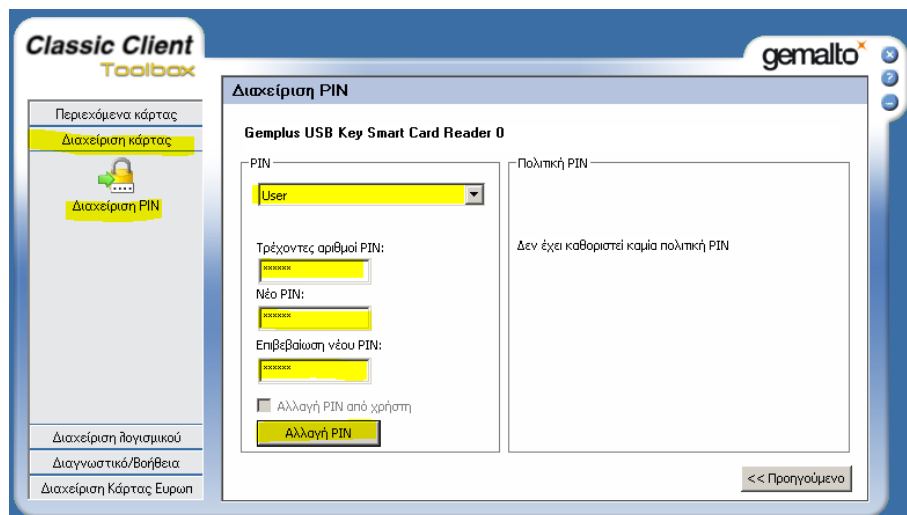 Classic Client
Toolbox
gemalto
Διαχείριση PIN
Περιεχόμενα κάρτας
Διαχείριση κάρτας
Διαχείριση PIN
Διαχείριση λογισμικού
Διαγνωστικό/Βοήθεια
Διαχείριση Κάρτας Ευρωπ
Gemplus USB Key Smart Card Reader 0
PIN
User
Τρέχοντες αριθμοί PIN:
******
Νέο PIN:
******
Επιβεβαίωση νέου PIN:
******
Αλλαγή PIN από χρήστη
Αλλαγή PIN
Πολιτική PIN
Δεν έχει καθοριστεί καμία πολιτική PIN
<< Προηγούμενο